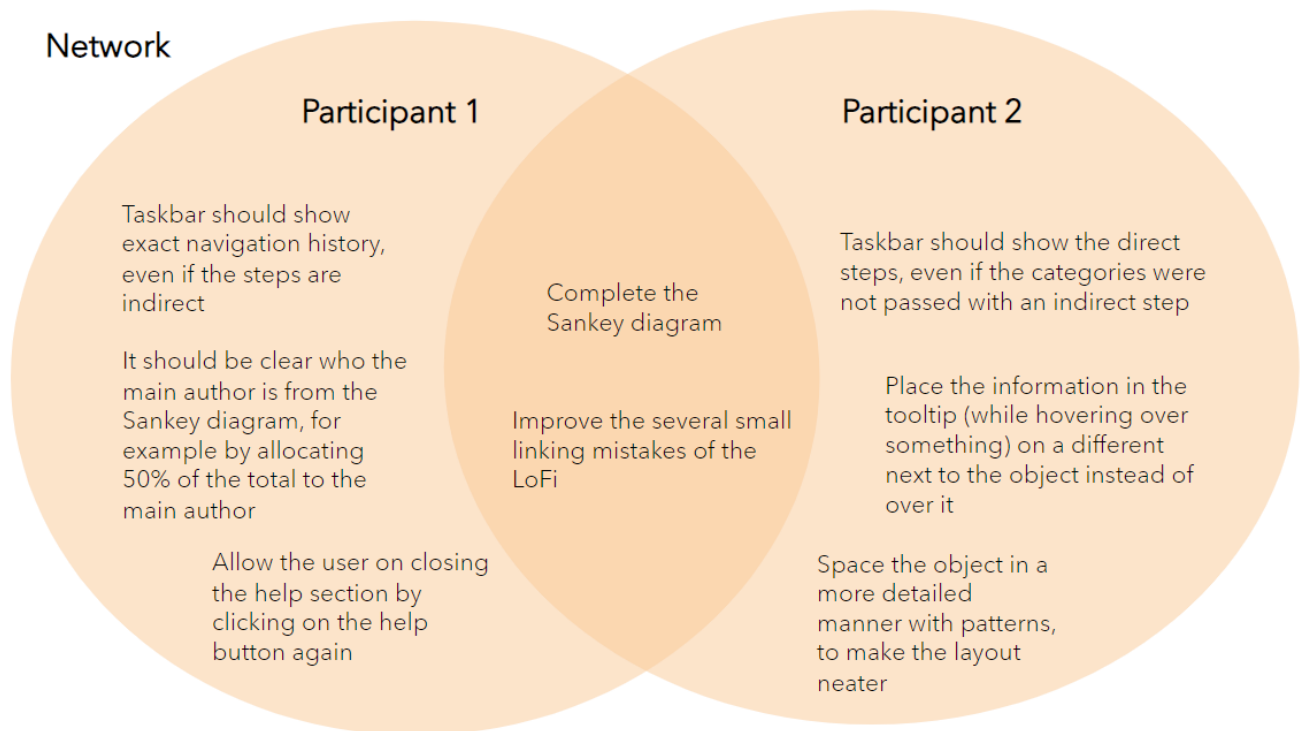 Network
Participant 1
Taskbar should show
exact navigation history,
even if the steps are
indirect
It should be clear who the
main author is from the
Sankey diagram, for
example by allocating
50% of the total to the
main author
Allow the user on closing
the help section by
clicking on the help
button again
Complete the
Sankey diagram
Improve the several small
linking mistakes of the
LoFi
Participant 2
Taskbar should show the direct
steps, even if the categories were
not passed with an indirect step
Place the information in the
tooltip (while hovering over
something) on a different
next to the object instead of
over it
Space the object in a
more detailed
manner with patterns,
to make the layout
neater